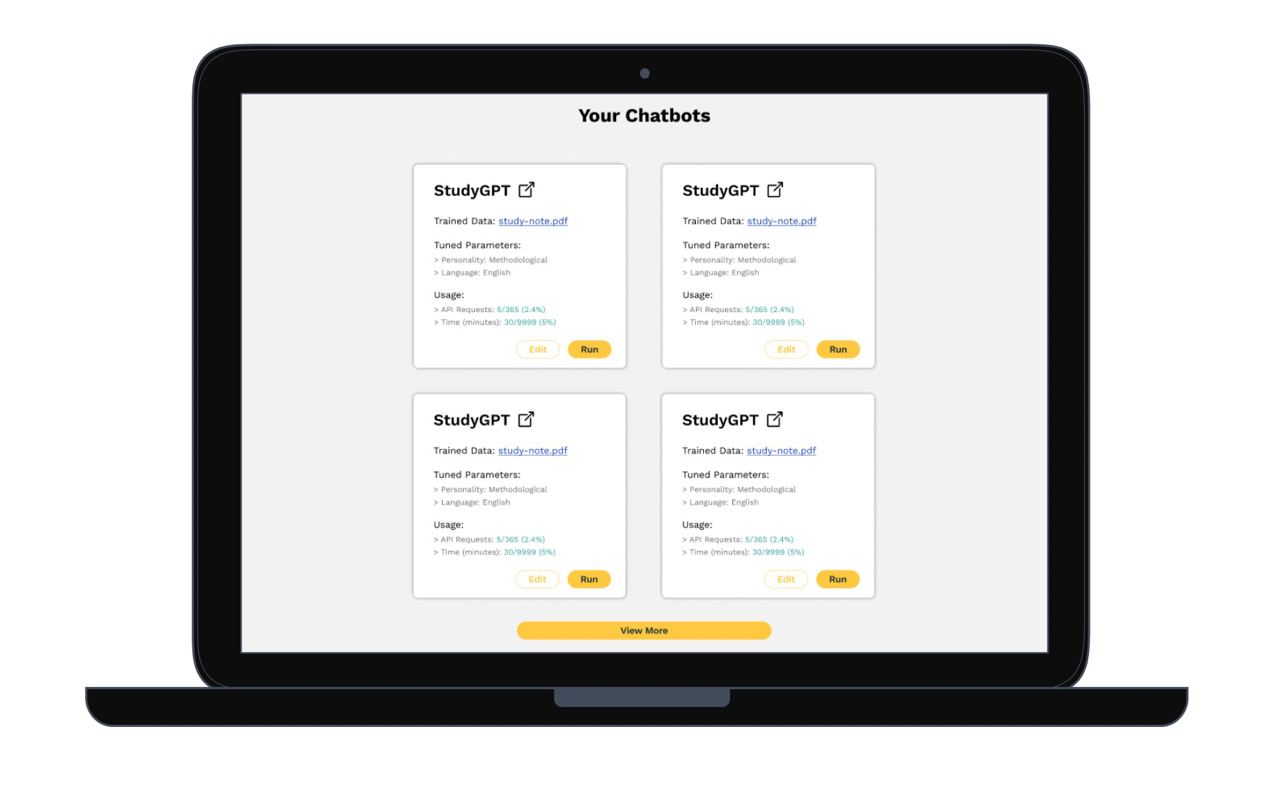 Your Chatbots
StudyGPT
Trained Data: study-note.pdf
Tuned Parameters:
> Personality: Methodological
> Language: English
Usage:
> API Requests: 5/365 (2.4%)
> Time (minutes): 30/9999 (5%)
Edit
Run
StudyGPT
Trained Data: study-note.pdf
Tuned Parameters:
> Personality: Methodological
> Language: English
Usage:
> API Requests: 5/365 (2.4%)
> Time (minutes): 30/9999 (5%)
Edit
Run
StudyGPT
Trained Data: study-note.pdf
Tuned Parameters:
> Personality: Methodological
> Language: English
Usage:
> API Requests: 5/365 (2.4%)
> Time (minutes): 30/9999 (5%)
Edit
Run
StudyGPT
Trained Data: study-note.pdf
Tuned Parameters:
> Personality: Methodological
> Language: English
Usage:
> API Requests: 5/365 (2.4%)
> Time (minutes): 30/9999 (5%)
Edit
Run
View More